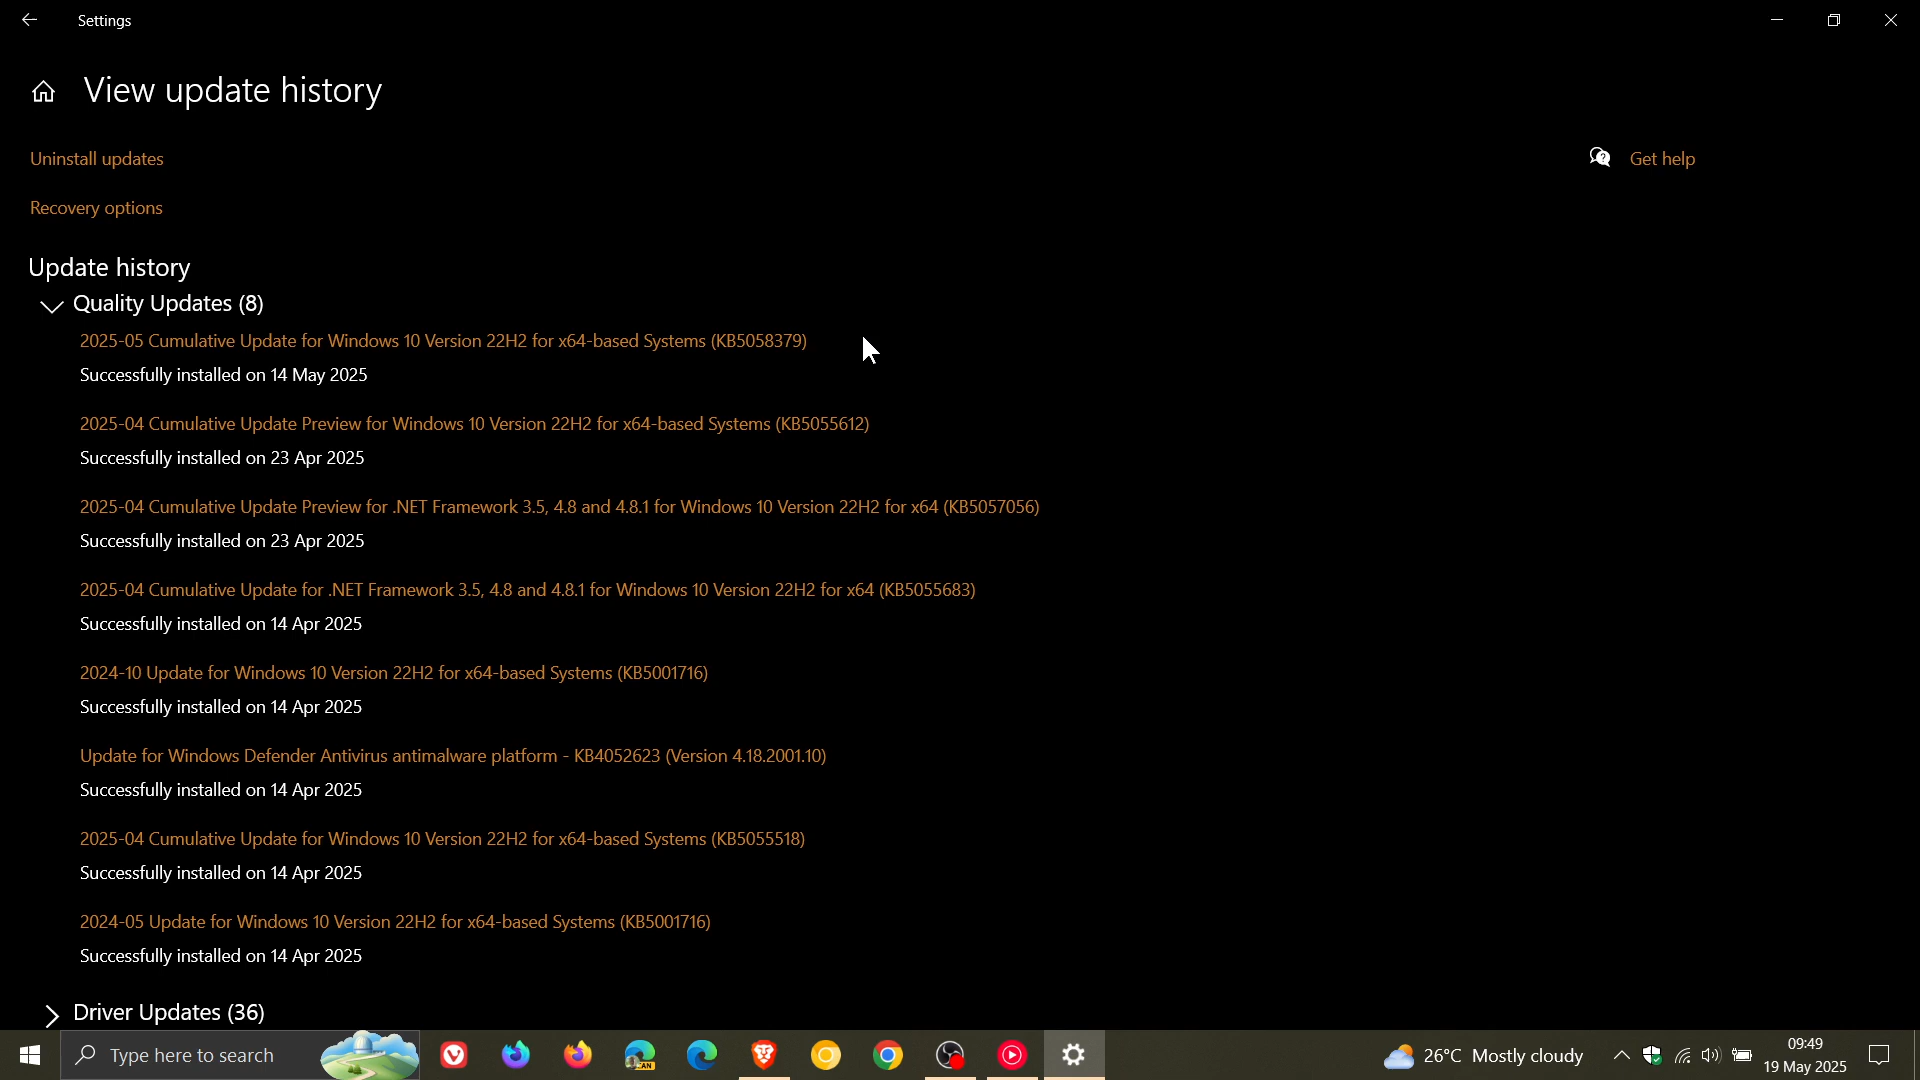 Settings
View update history
Uninstall updates
Get help
Recovery options
Update history
Quality Updates (8)
2025-05 Cumulative Update for Windows 10 Version 22H2 for x64-based Systems (KB5058379)
Successfully installed on 14 May 2025
2025-04 Cumulative Update Preview for Windows 10 Version 22H2 for x64-based Systems (KB5055612)
Successfully installed on 23 Apr 2025
2025-04 Cumulative Update Preview for .NET Framework 3.5, 4.8 and 4.8.1 for Windows 10 Version 22H2 for x64 (KB5057056)
Successfully installed on 23 Apr 2025
2025-04 Cumulative Update for .NET Framework 3.5, 4.8 and 4.8.1 for Windows 10 Version 22H2 for x64 (KB5055683)
Successfully installed on 14 Apr 2025
2024-10 Update for Windows 10 Version 22H2 for x64-based Systems (KB5001716)
Successfully installed on 14 Apr 2025
Update for Windows Defender Antivirus antimalware platform - KB4052623 (Version 4.18.2001.10)
Successfully installed on 14 Apr 2025
2025-04 Cumulative Update for Windows 10 Version 22H2 for x64-based Systems (KB5055518)
Successfully installed on 14 Apr 2025
2024-05 Update for Windows 10 Version 22H2 for x64-based Systems (KB5001716)
Successfully installed on 14 Apr 2025
Driver Updates (36)
Type here to search
26°C Mostly cloudy
09:49
19 May 2025